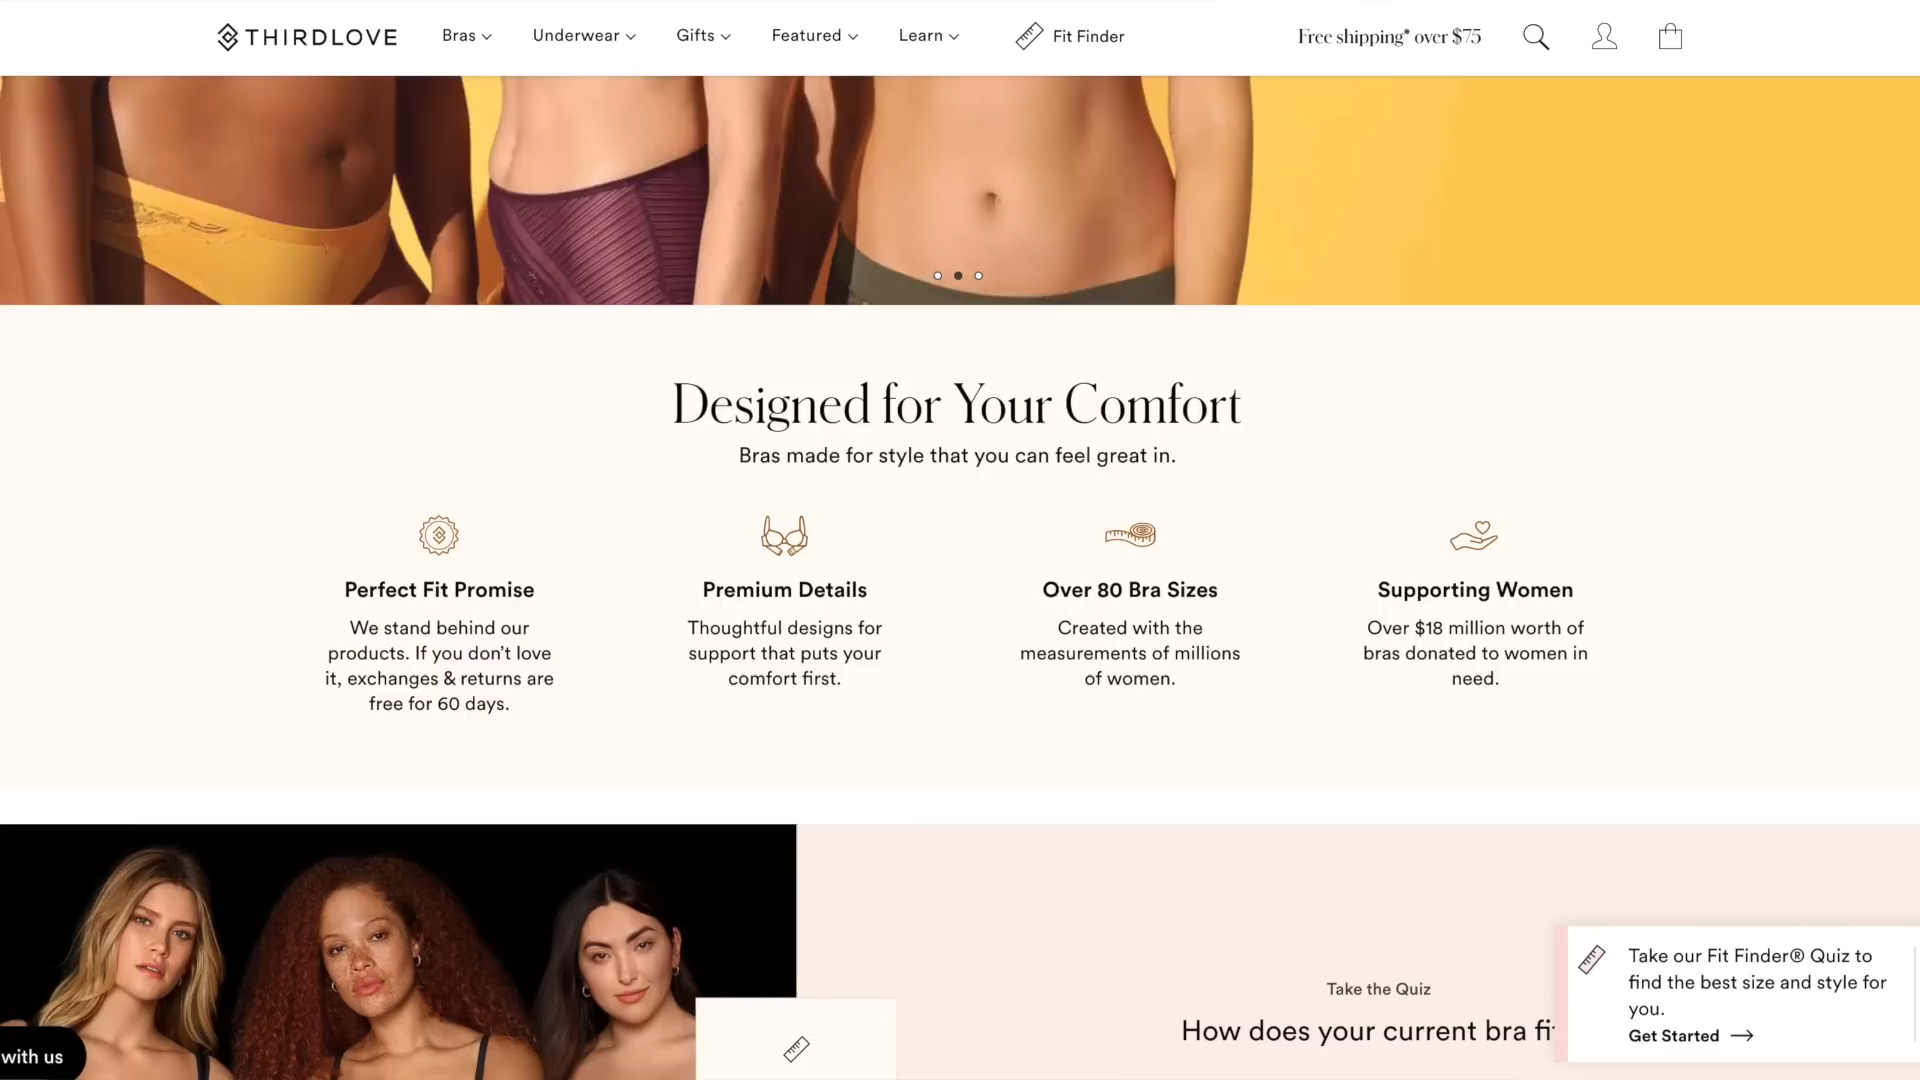 THIRDLOVE Bras Underwear Gifts Featured Learn Fit Finder Free shipping* over $75
Designed for Your Comfort
Bras made for style that you can feel great in.
Perfect Fit Promise
We stand behind our
products. If you don’t love
it, exchanges & returns are
free for 60 days.
Premium Details
Thoughtful designs for
support that puts your
comfort first.
Over 80 Bra Sizes
Created with the
measurements of millions
of women.
Supporting Women
Over $18 million worth of
bras donated to women in
need.
with us
Take the Quiz
How does your current bra
Take our Fit Finder® Quiz to
find the best size and style for
you.
Get Started